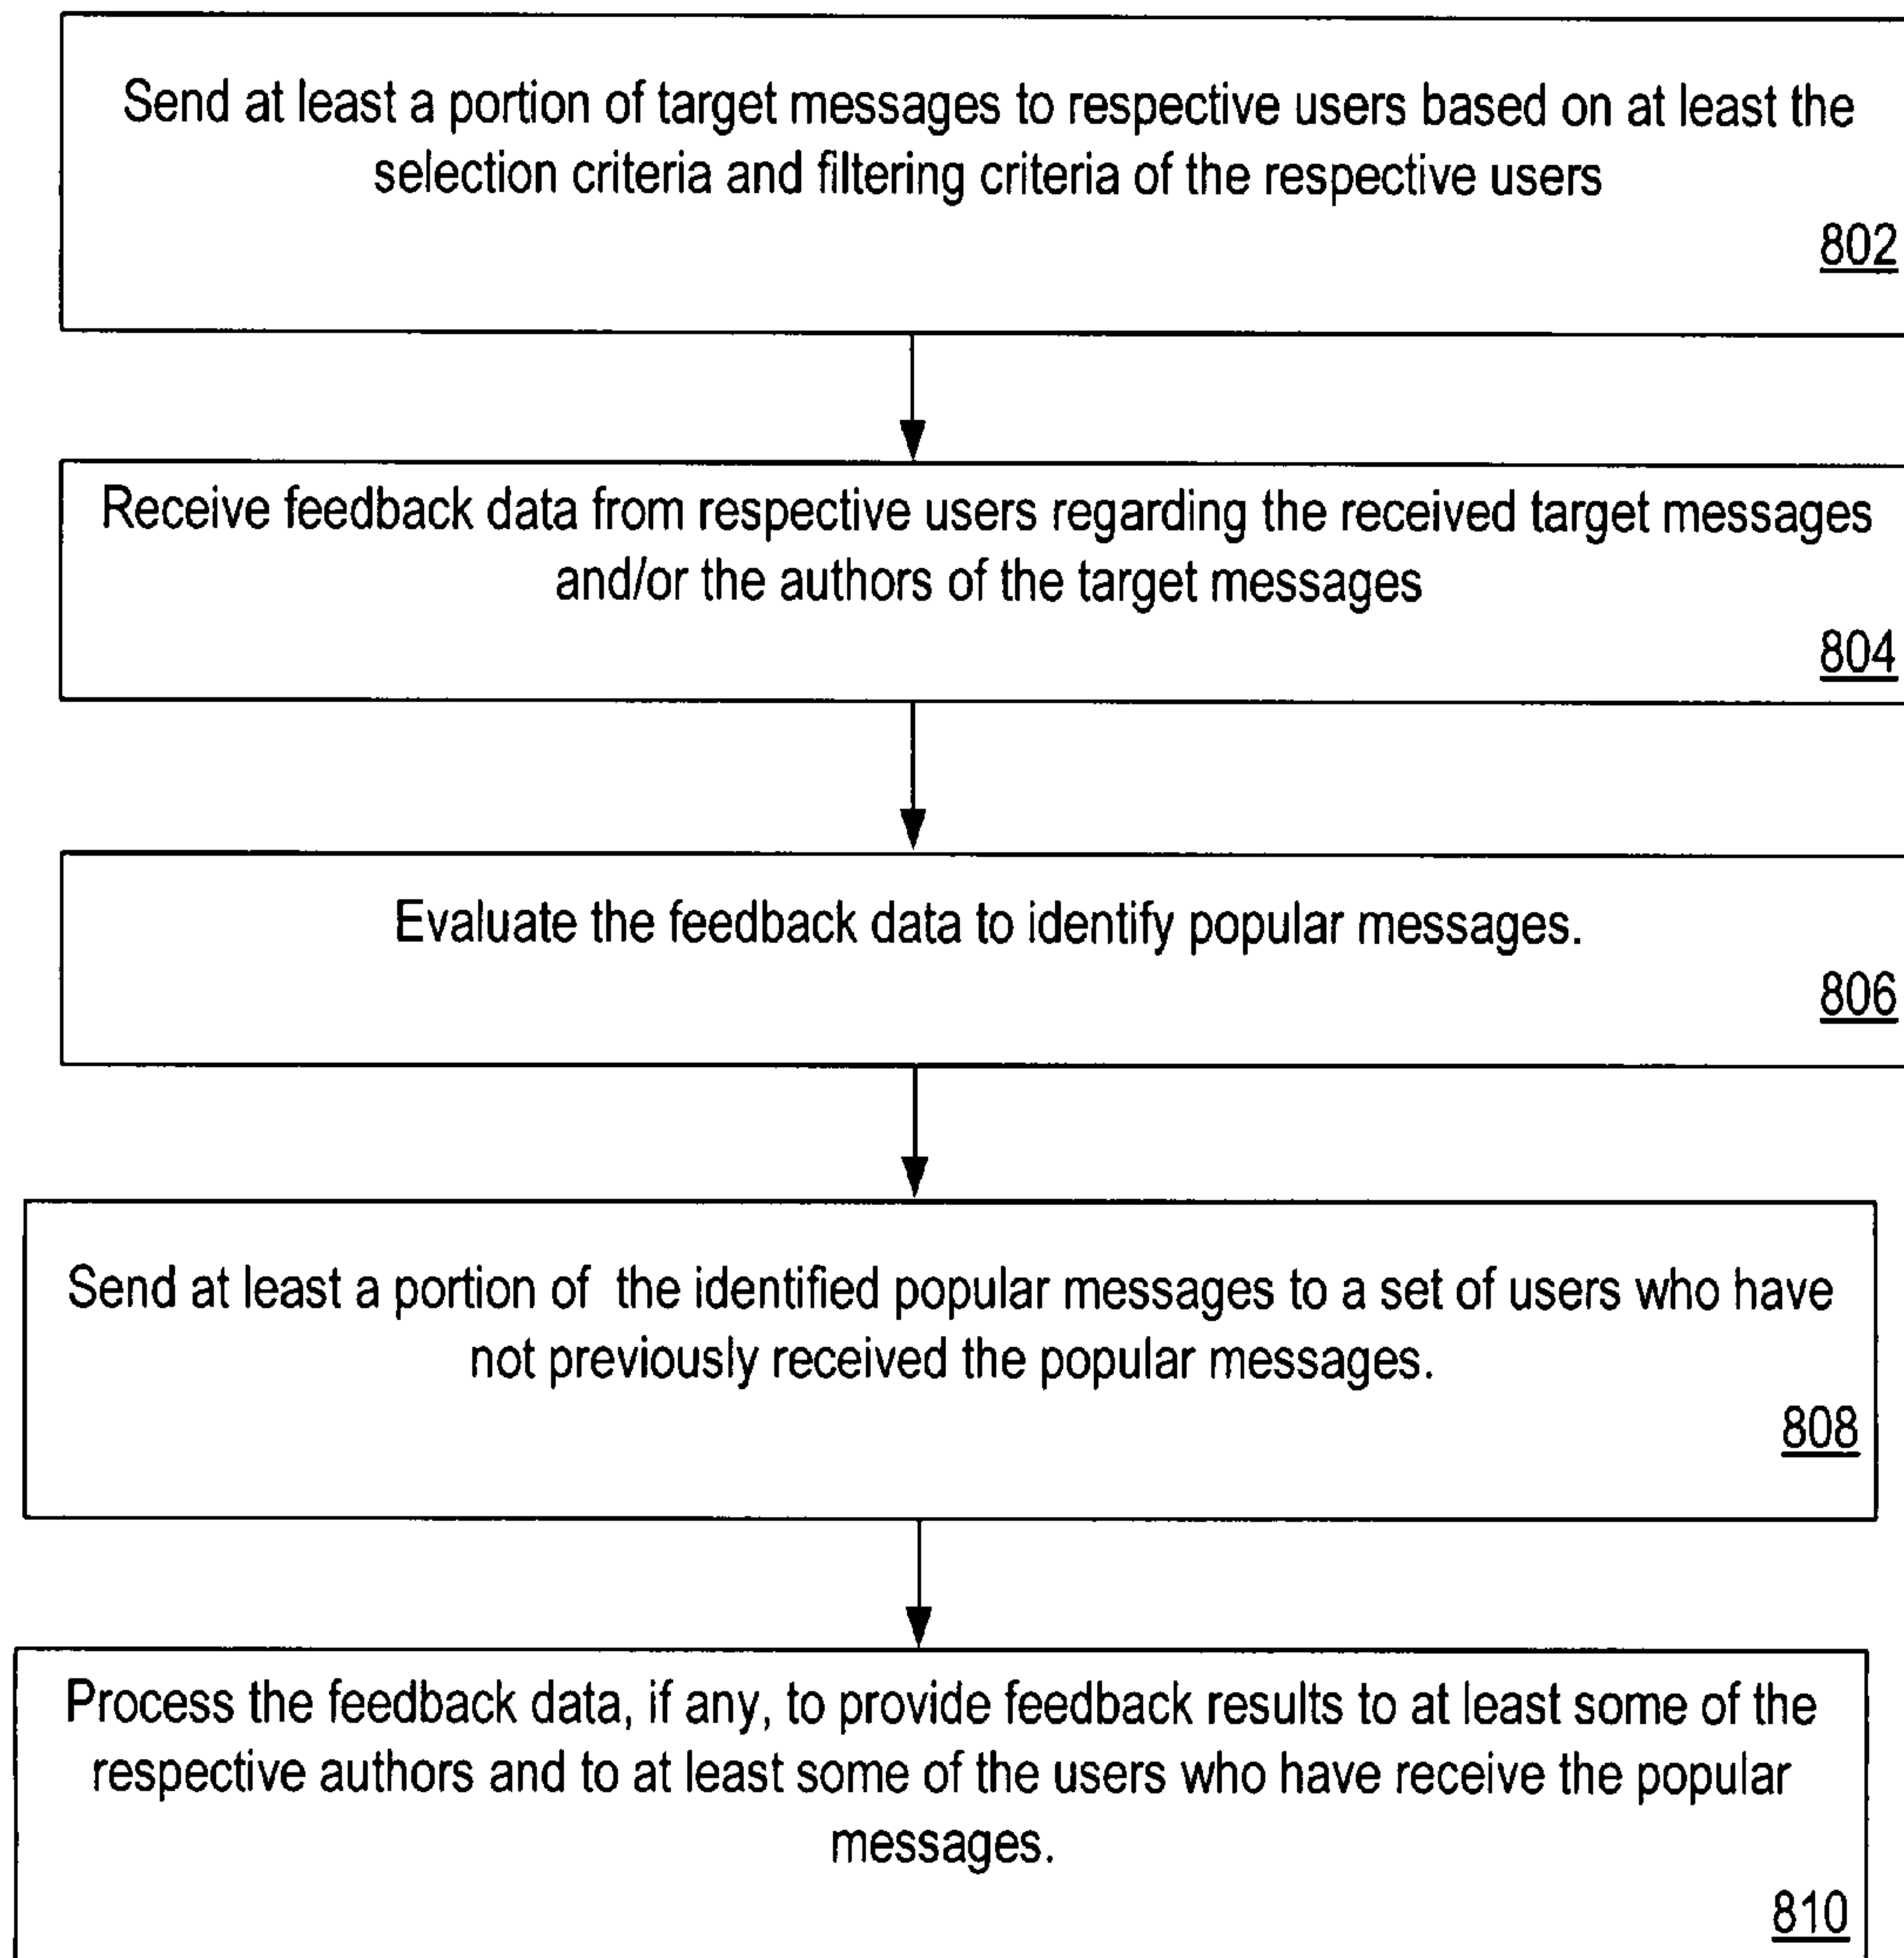 Send at least a portion of target messages to respective users based on at least the
selection criteria and filtering criteria of the respective users
802
Receive feedback data from respective users regarding the received target messages
and/or the authors of the target messages
804
Evaluate the feedback data to identify popular messages.
806
Send at least a portion of the identified popular messages to a set of users who have
not previously received the popular messages.
808
Process the feedback data, if any, to provide feedback results to at least some of the
respective authors and to at least some of the users who have receive the popular
messages.
810